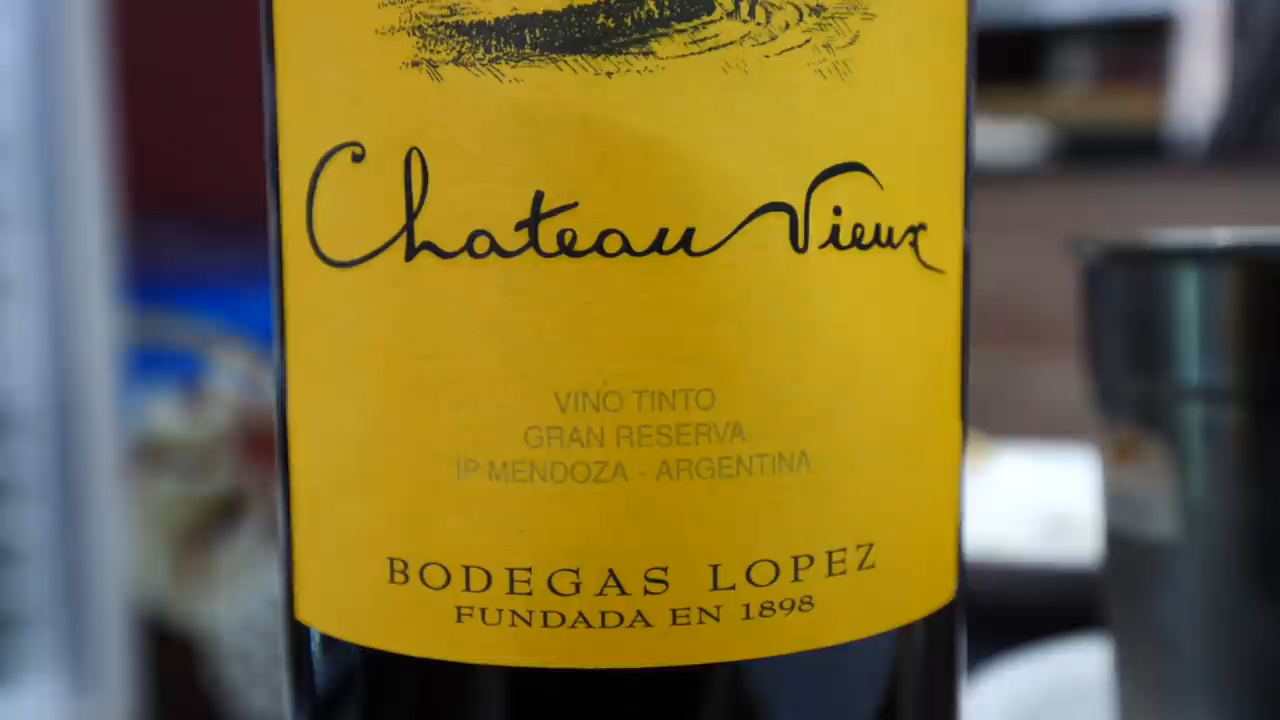 Chateau Vieux
VINO TINTO
GRAN RESERVA
IP MENDOZA - ARGENTINA
BODEGAS LOPEZ
FUNDADA EN 1898